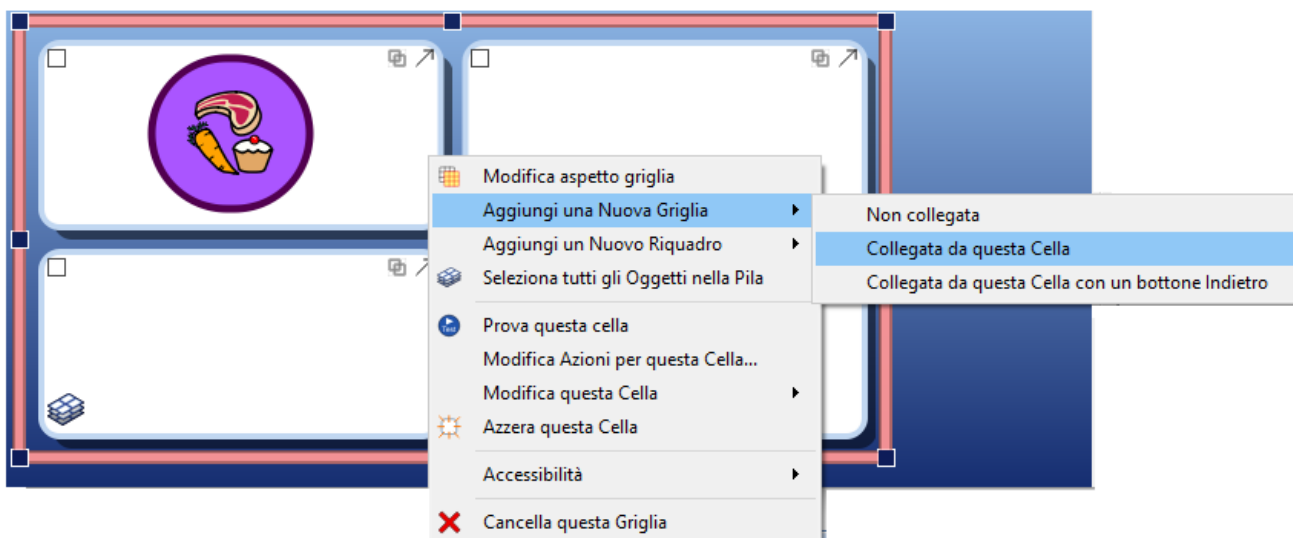 Modifica aspetto griglia
Aggiungi una Nuova Griglia
Non collegata
Aggiungi un Nuovo Riquadro
Collegata da questa Cella
Seleziona tutti gli Oggetti nella Pila
Collegata da questa Cella con un bottone Indietro
Test
Prova questa cella
Modifica Azioni per questa Cella...
Modifica questa Cella
Azzera questa Cella
Accessibilità
Cancella questa Griglia